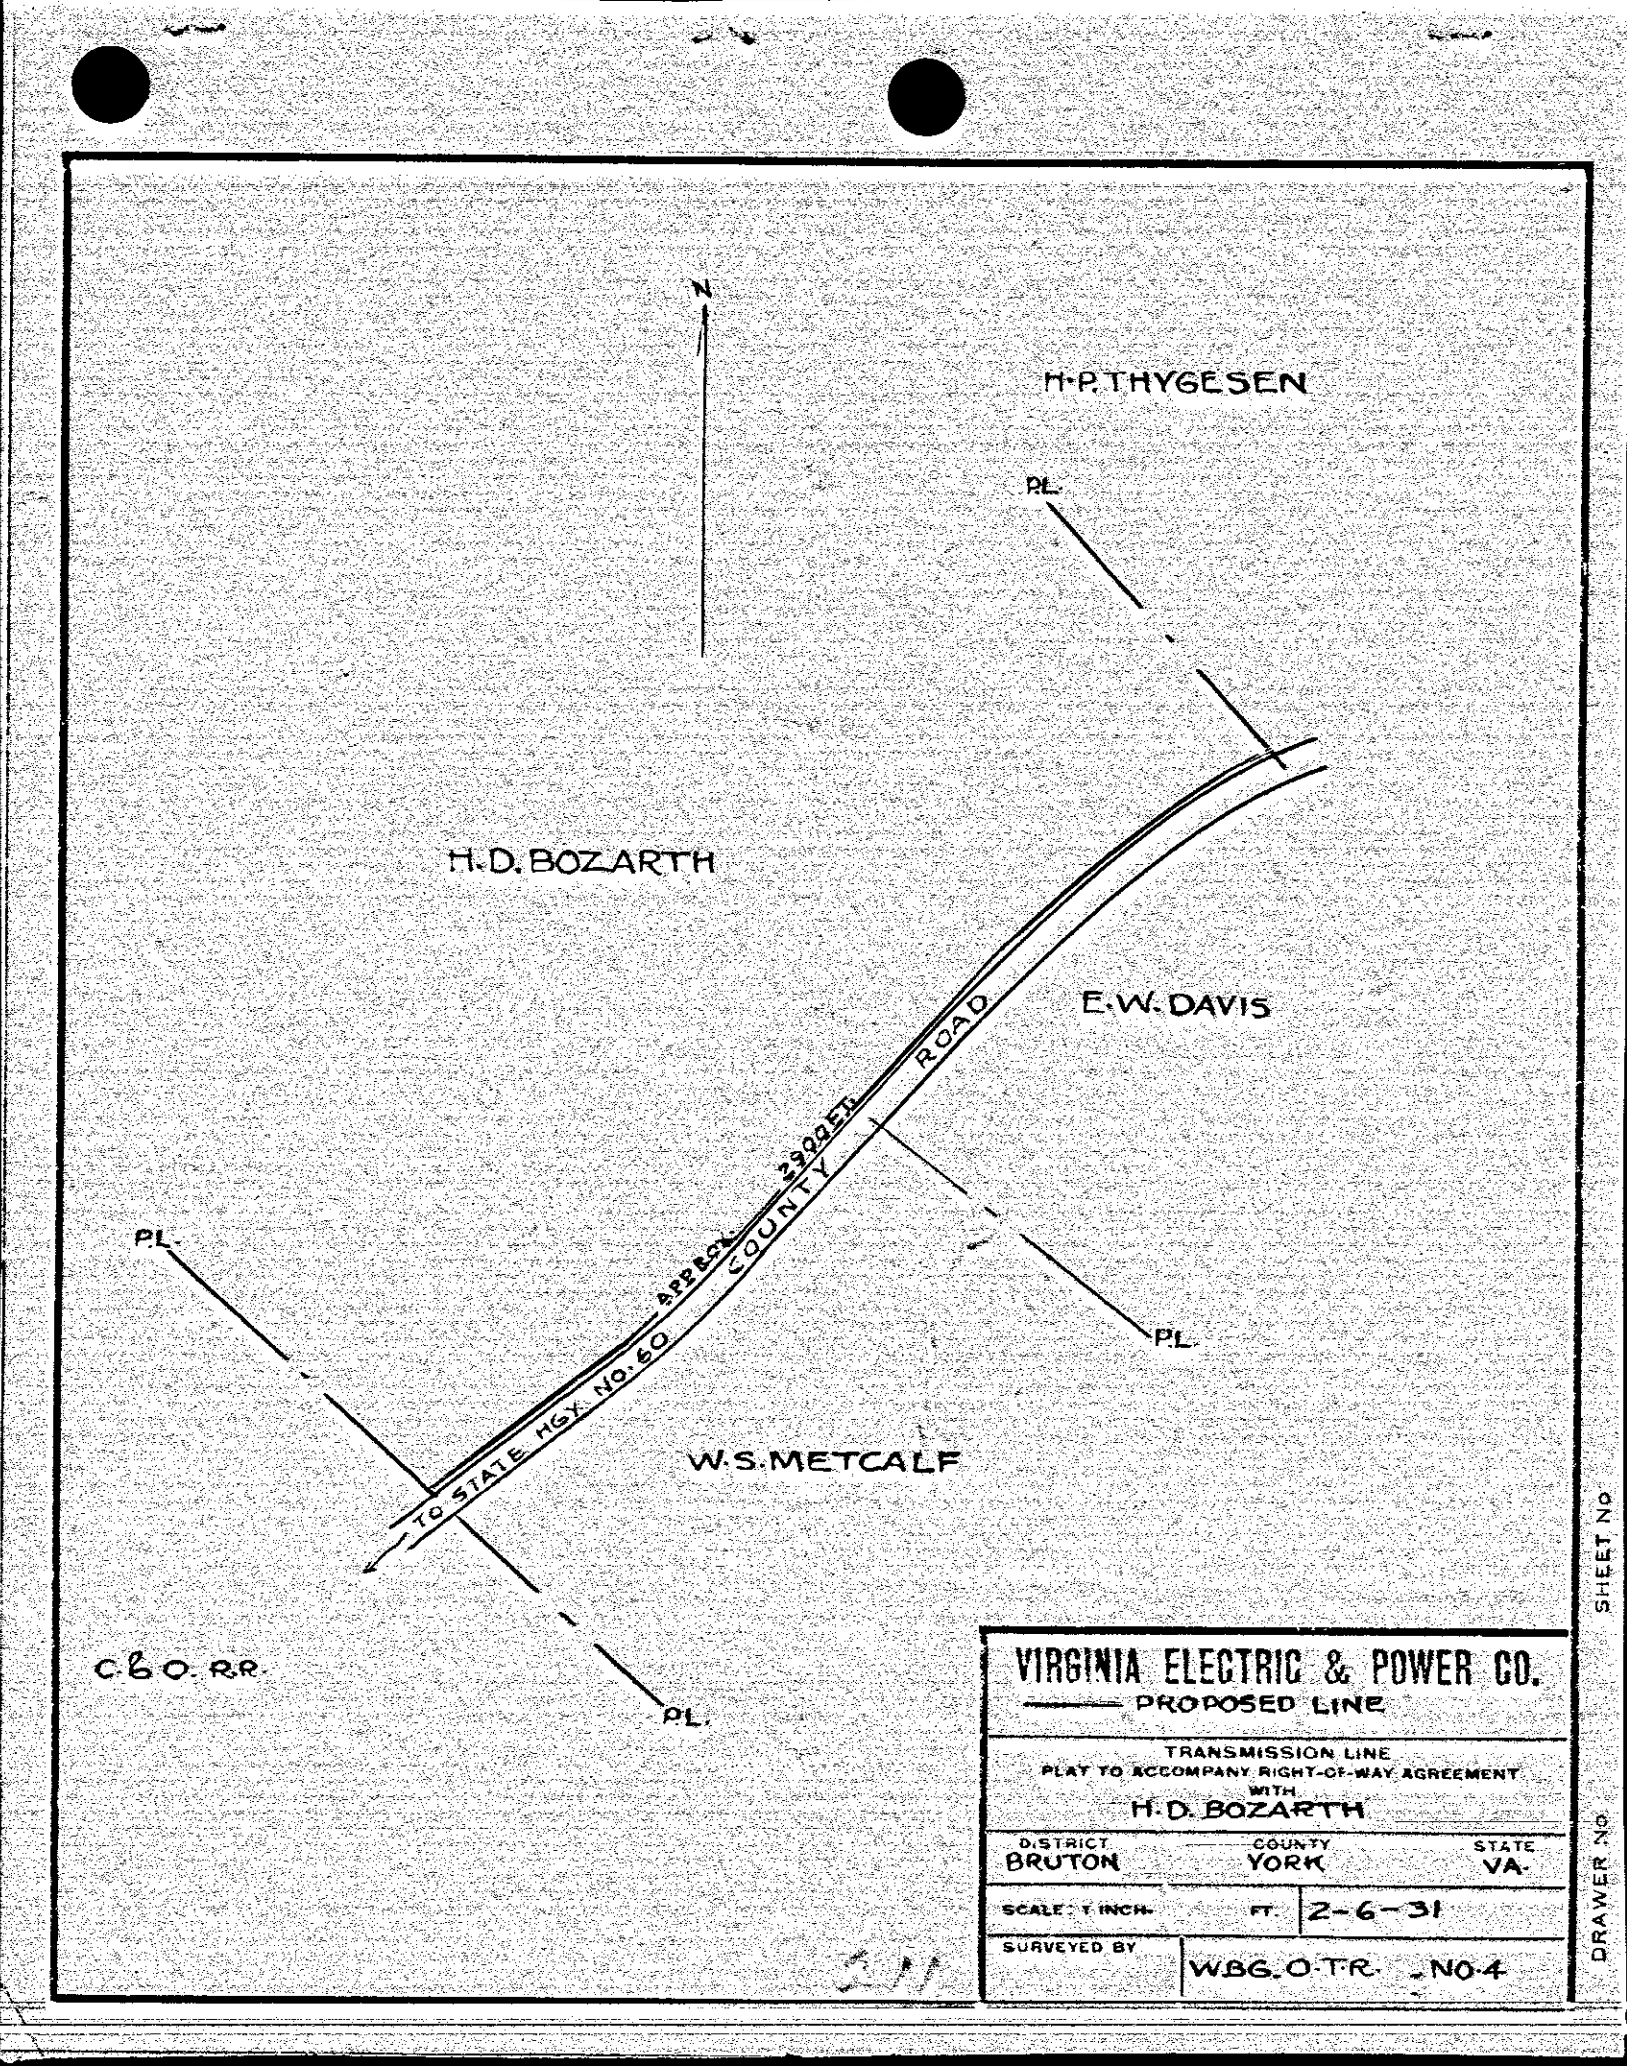 N
H.P. THYGESEN
P.L.
H.D. BOZARTH
E.W. DAVIS
ROAD
COUNTY
APPROX. 2900 FT.
P.L.
P.L.
TO STATE HGY. NO. 60
W.S. METCALF
C. & O. R.R.
P.L.
SHEET NO
DRAWER NO
VIRGINIA ELECTRIC & POWER CO.
PROPOSED LINE
TRANSMISSION LINE
PLAT TO ACCOMPANY RIGHT-OF-WAY AGREEMENT
WITH
H.D. BOZARTH
DISTRICT COUNTY STATE
BRUTON YORK VA.
SCALE: 1 INCH- FT. 2-6-31
SURVEYED BY
WBG. O.T.R. - NO.4